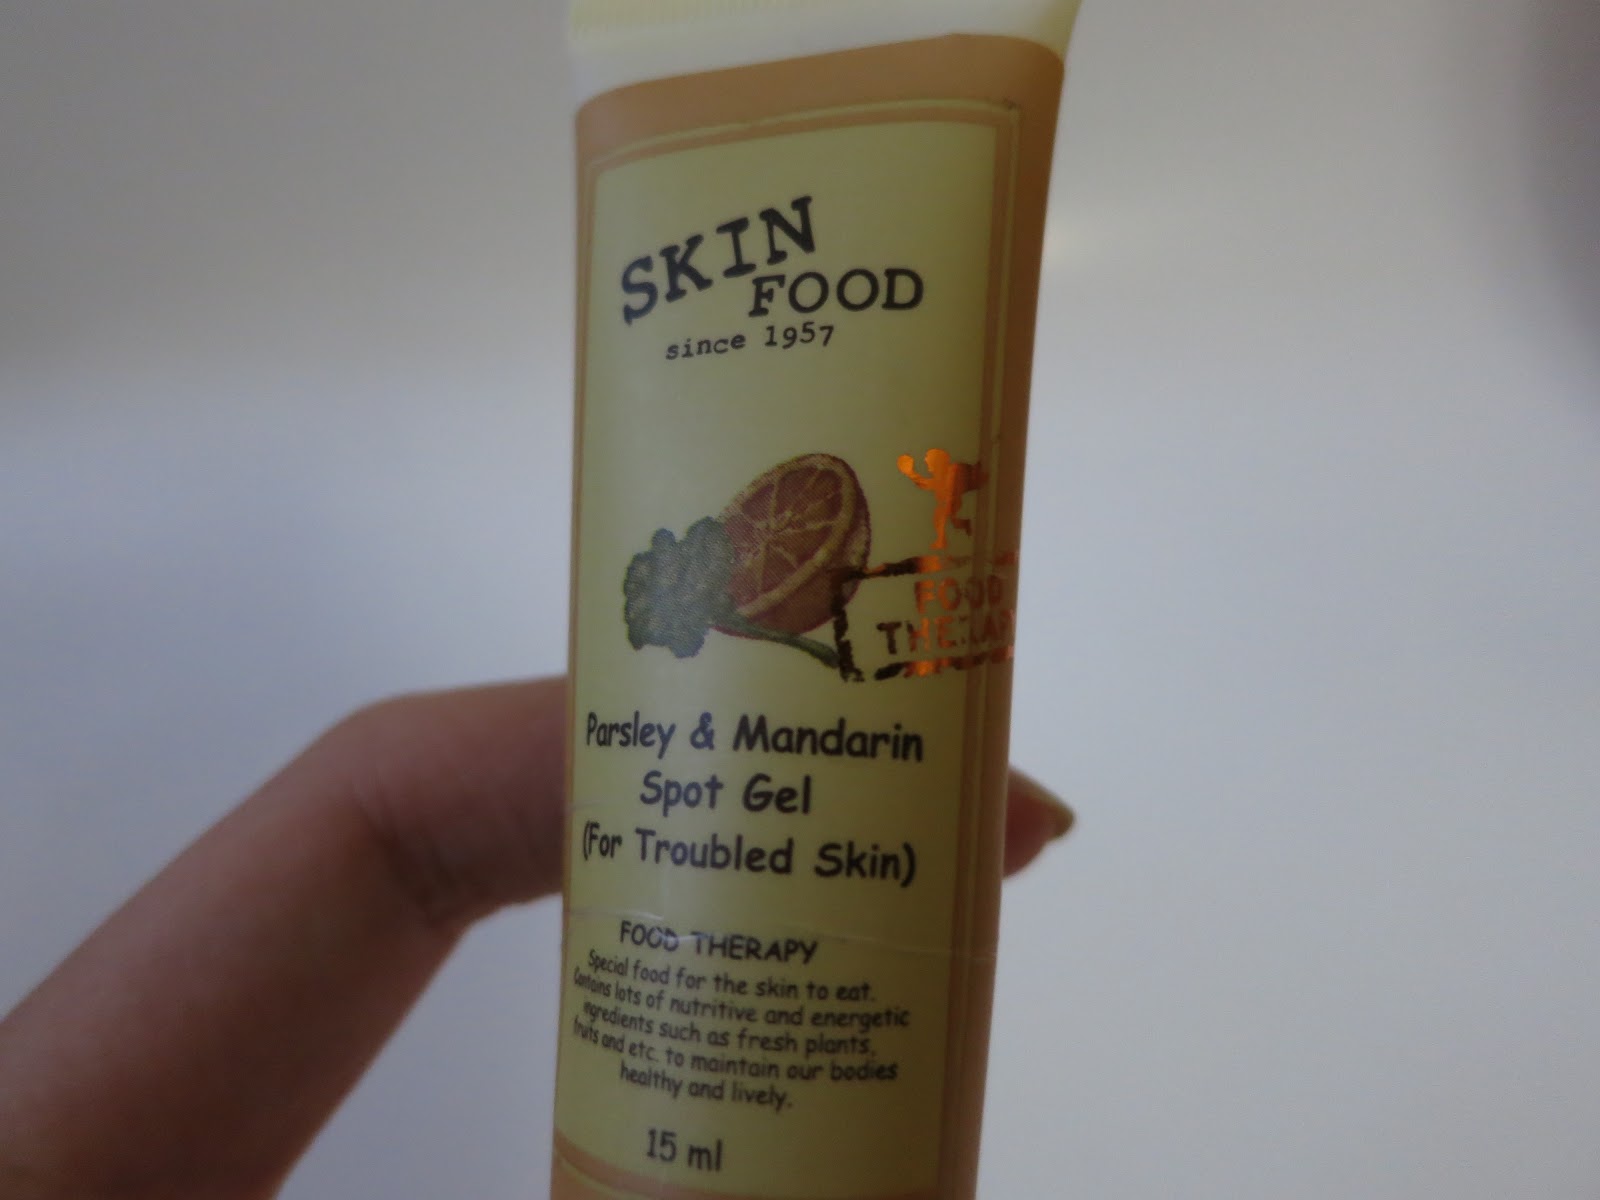 SKIN
FOOD
since 1957
FOOD
THERAPY
Parsley & Mandarin
Spot Gel
(For Troubled Skin)
FOOD THERAPY
Special food for the skin to eat.
Contains lots of nutritive and energetic
ingredients such as fresh plants,
fruits and etc. to maintain our bodies
healthy and lively.
15 ml